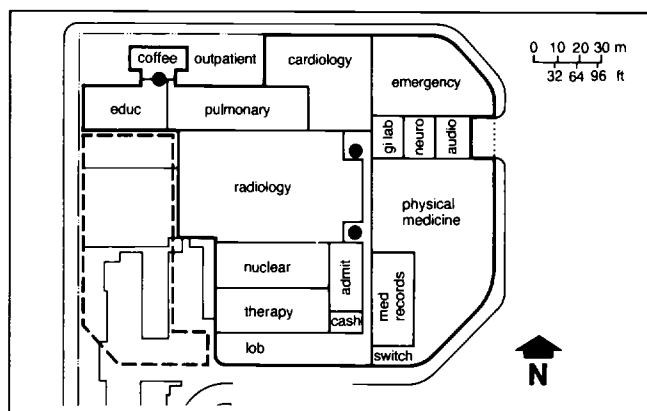 coffee
outpatient
cardiology
emergency
0 10 20 30 m
32 64 96 ft
educ
pulmonary
gi lab
neuro
audio
radiology
physical
medicine
nuclear
admit
med
records
therapy
cash
lob
switch
N